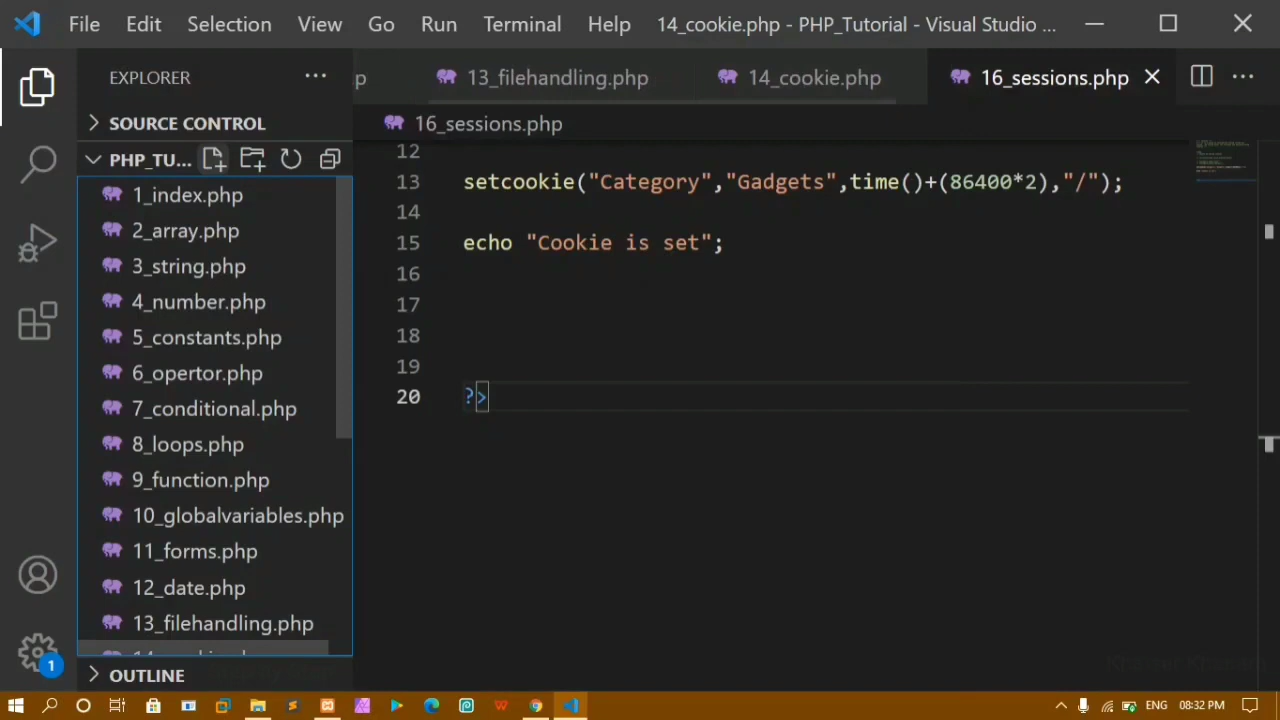 File Edit Selection View Go Run Terminal Help 14_cookie.php - PHP_Tutorial - Visual Studio ...
EXPLORER
p 13_filehandling.php 14_cookie.php 16_sessions.php
SOURCE CONTROL
16_sessions.php
PHP_TU...
1_index.php
2_array.php
3_string.php
4_number.php
5_constants.php
6_opertor.php
7_conditional.php
8_loops.php
9_function.php
10_globalvariables.php
11_forms.php
12_date.php
13_filehandling.php
OUTLINE
12
13 setcookie("Category","Gadgets",time()+(86400*2),"/");
14
15 echo "Cookie is set";
16
17
18
19
20 ?>
1
ENG 08:32 PM